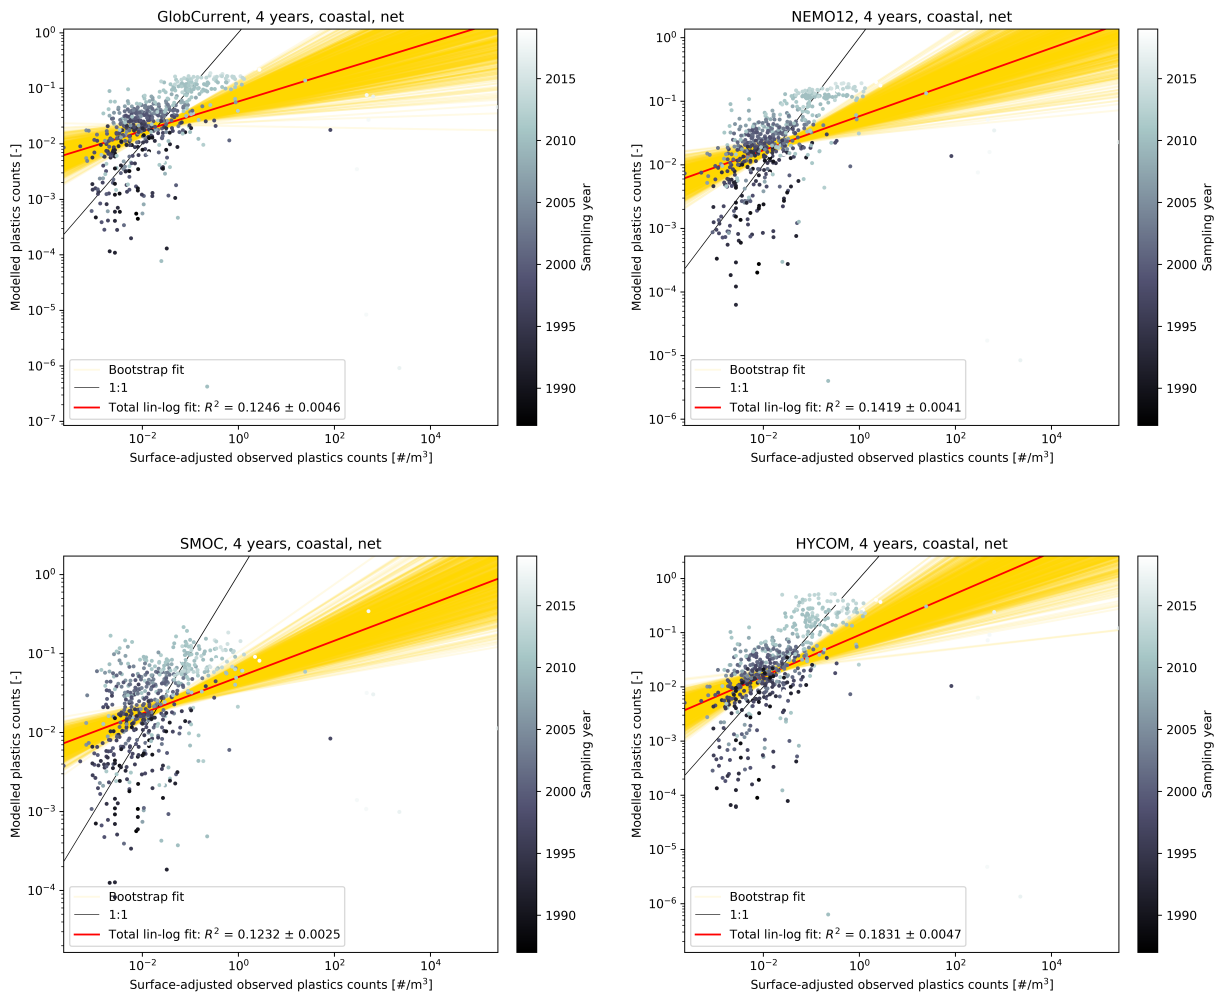 GlobCurrent, 4 years, coastal, net
10⁰
10⁻¹
10⁻²
10⁻³
10⁻⁴
10⁻⁵
10⁻⁶
10⁻⁷
Modelled plastics counts [-]
Bootstrap fit
1:1
Total lin-log fit: R² = 0.1246 ± 0.0046
10⁻²
10⁰
10²
10⁴
Surface-adjusted observed plastics counts [#/m³]
2015
2010
2005
2000
1995
1990
Sampling year
NEMO12, 4 years, coastal, net
10⁰
10⁻¹
10⁻²
10⁻³
10⁻⁴
10⁻⁵
10⁻⁶
Modelled plastics counts [-]
Bootstrap fit
1:1
Total lin-log fit: R² = 0.1419 ± 0.0041
10⁻²
10⁰
10²
10⁴
Surface-adjusted observed plastics counts [#/m³]
2015
2010
2005
2000
1995
1990
Sampling year
SMOC, 4 years, coastal, net
10⁰
10⁻¹
10⁻²
10⁻³
10⁻⁴
Modelled plastics counts [-]
Bootstrap fit
1:1
Total lin-log fit: R² = 0.1232 ± 0.0025
10⁻²
10⁰
10²
10⁴
Surface-adjusted observed plastics counts [#/m³]
2015
2010
2005
2000
1995
1990
Sampling year
HYCOM, 4 years, coastal, net
10⁰
10⁻¹
10⁻²
10⁻³
10⁻⁴
10⁻⁵
10⁻⁶
Modelled plastics counts [-]
Bootstrap fit
1:1
Total lin-log fit: R² = 0.1831 ± 0.0047
10⁻²
10⁰
10²
10⁴
Surface-adjusted observed plastics counts [#/m³]
2015
2010
2005
2000
1995
1990
Sampling year